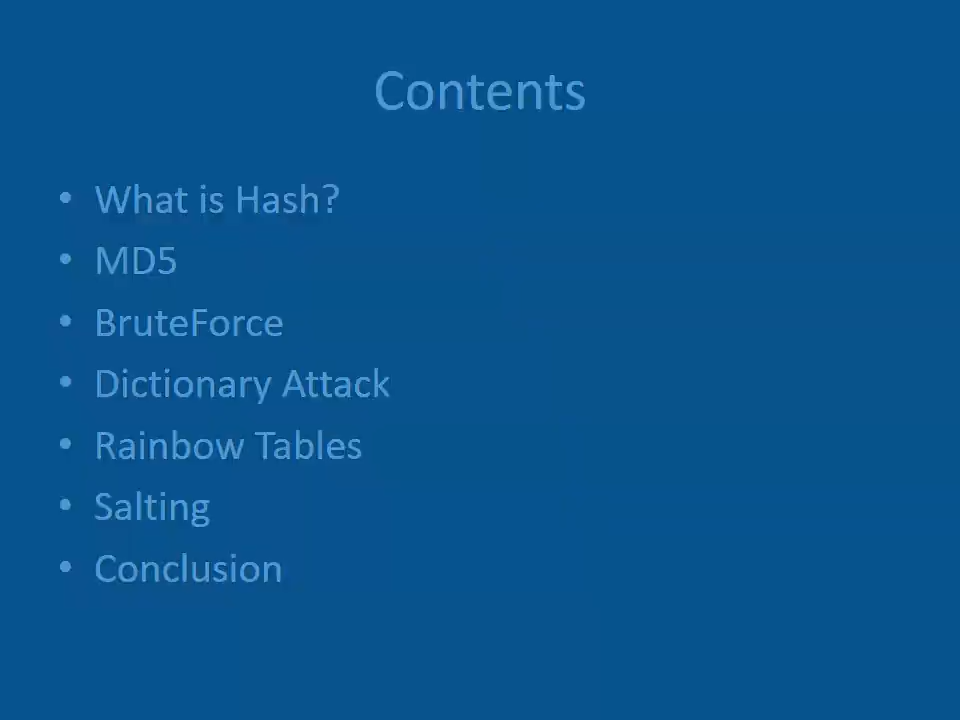 Contents
• What is Hash?
• MD5
• BruteForce
• Dictionary Attack
• Rainbow Tables
• Salting
• Conclusion